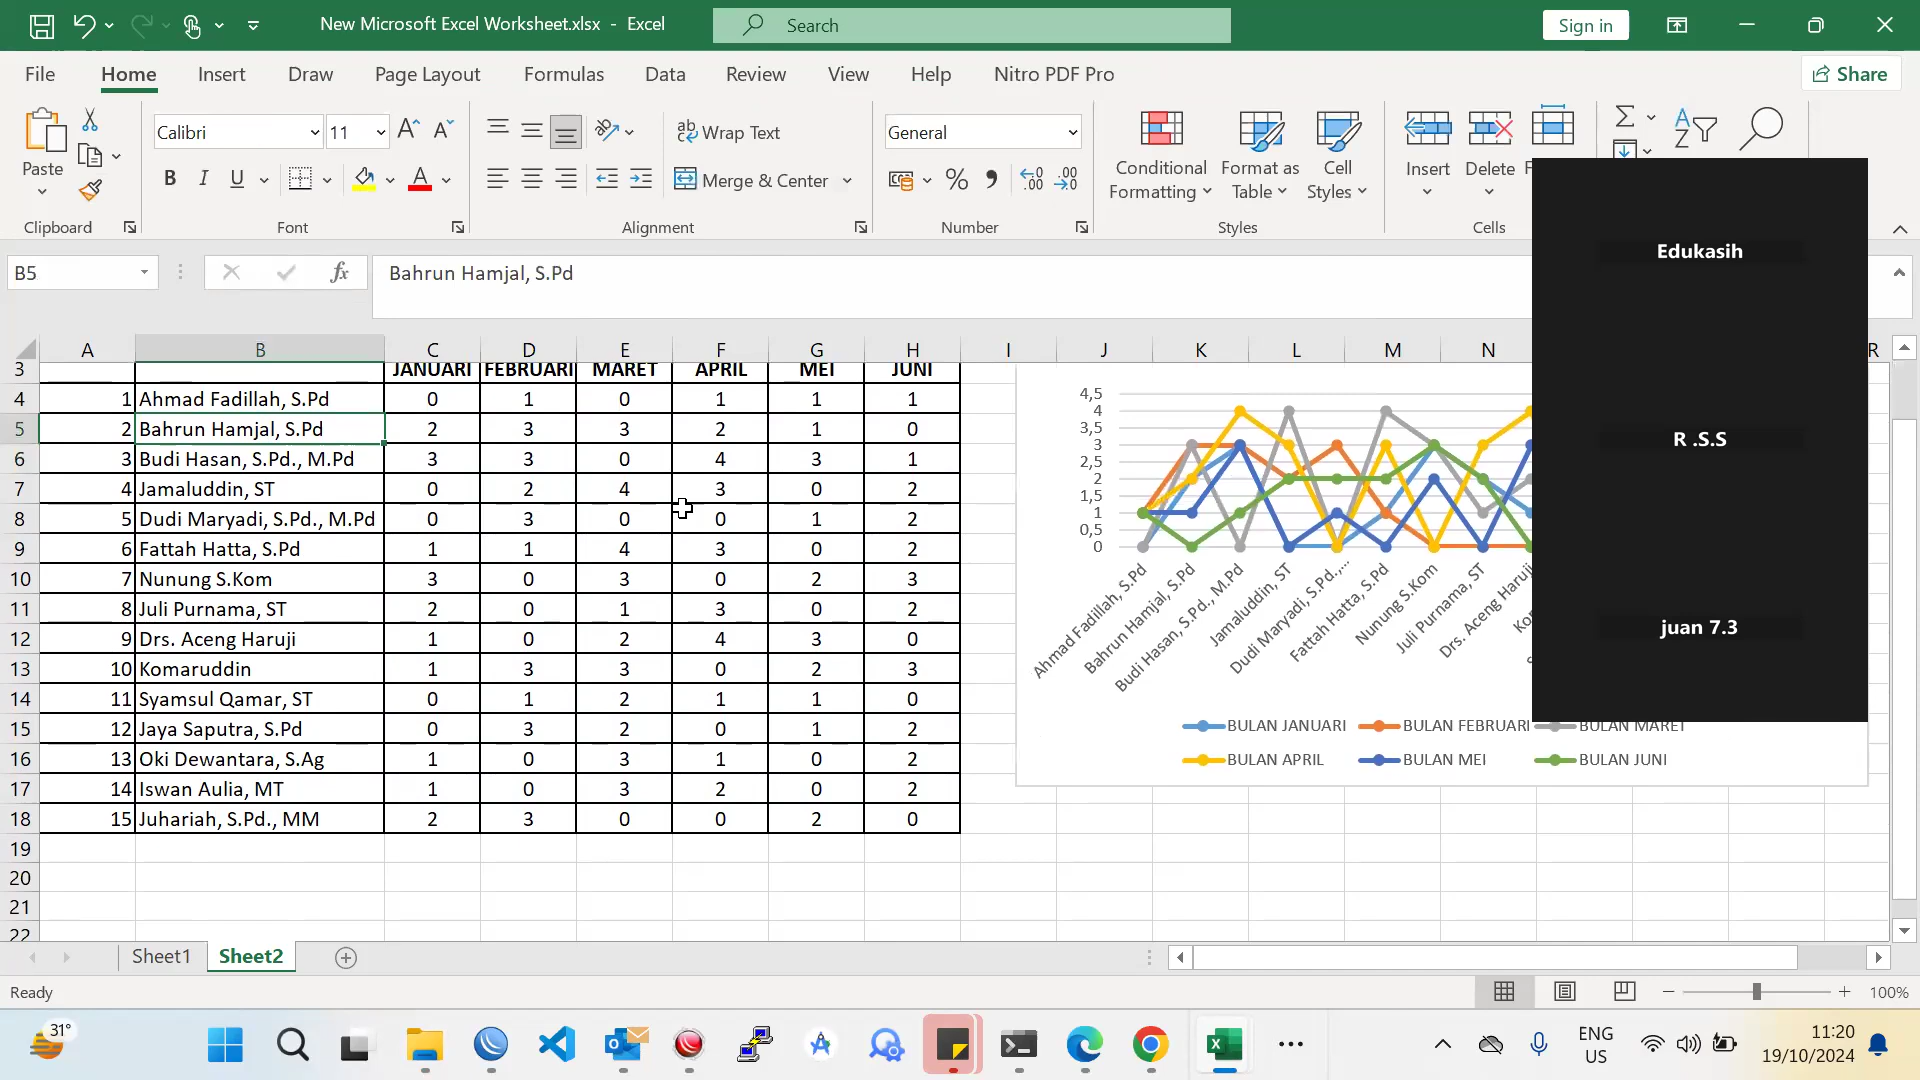 New Microsoft Excel Worksheet.xlsx - Excel
Search
Sign in
File Home Insert Draw Page Layout Formulas Data Review View Help Nitro PDF Pro
Share
Paste
Calibri 11
Wrap Text
General
Merge & Center
Conditional Formatting
Format as Table
Cell Styles
Insert Delete
Clipboard Font Alignment Number Styles Cells
B5 Bahrun Hamjal, S.Pd
A B C D E F G H I J K L M N R
3 JANUARI FEBRUARI MARET APRIL MEI JUNI
4 1 Ahmad Fadillah, S.Pd 0 1 0 1 1 1
5 2 Bahrun Hamjal, S.Pd 2 3 3 2 1 0
6 3 Budi Hasan, S.Pd., M.Pd 3 3 0 4 3 1
7 4 Jamaluddin, ST 0 2 4 3 0 2
8 5 Dudi Maryadi, S.Pd., M.Pd 0 3 0 0 1 2
9 6 Fattah Hatta, S.Pd 1 1 4 3 0 2
10 7 Nunung S.Kom 3 0 3 0 2 3
11 8 Juli Purnama, ST 2 0 1 3 0 2
12 9 Drs. Aceng Haruji 1 0 2 4 3 0
13 10 Komaruddin 1 3 3 0 2 3
14 11 Syamsul Qamar, ST 0 1 2 1 1 0
15 12 Jaya Saputra, S.Pd 0 3 2 0 1 2
16 13 Oki Dewantara, S.Ag 1 0 3 1 0 2
17 14 Iswan Aulia, MT 1 0 3 2 0 2
18 15 Juhariah, S.Pd., MM 2 3 0 0 2 0
19
20
21
22
4,5
4
3,5
3
2,5
2
1,5
1
0,5
0
Ahmad Fadillah, S.Pd
Bahrun Hamjal, S.Pd
Budi Hasan, S.Pd., M.Pd
Jamaluddin, ST
Dudi Maryadi, S.Pd.,...
Fattah Hatta, S.Pd
Nunung S.Kom
Juli Purnama, ST
Drs. Aceng Haruji
BULAN JANUARI BULAN FEBRUARI BULAN MARET
BULAN APRIL BULAN MEI BULAN JUNI
Edukasih
R .S.S
juan 7.3
Sheet1 Sheet2
Ready
100%
31°
ENG
US
11:20
19/10/2024